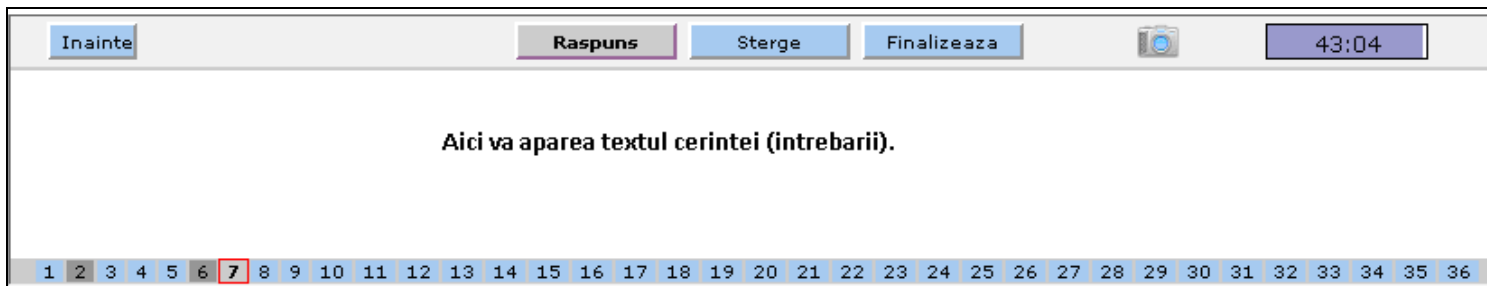 Inainte Raspuns Sterge Finalizeaza 43:04
Aici va aparea textul cerintei (intrebarii).
1 2 3 4 5 6 7 8 9 10 11 12 13 14 15 16 17 18 19 20 21 22 23 24 25 26 27 28 29 30 31 32 33 34 35 36